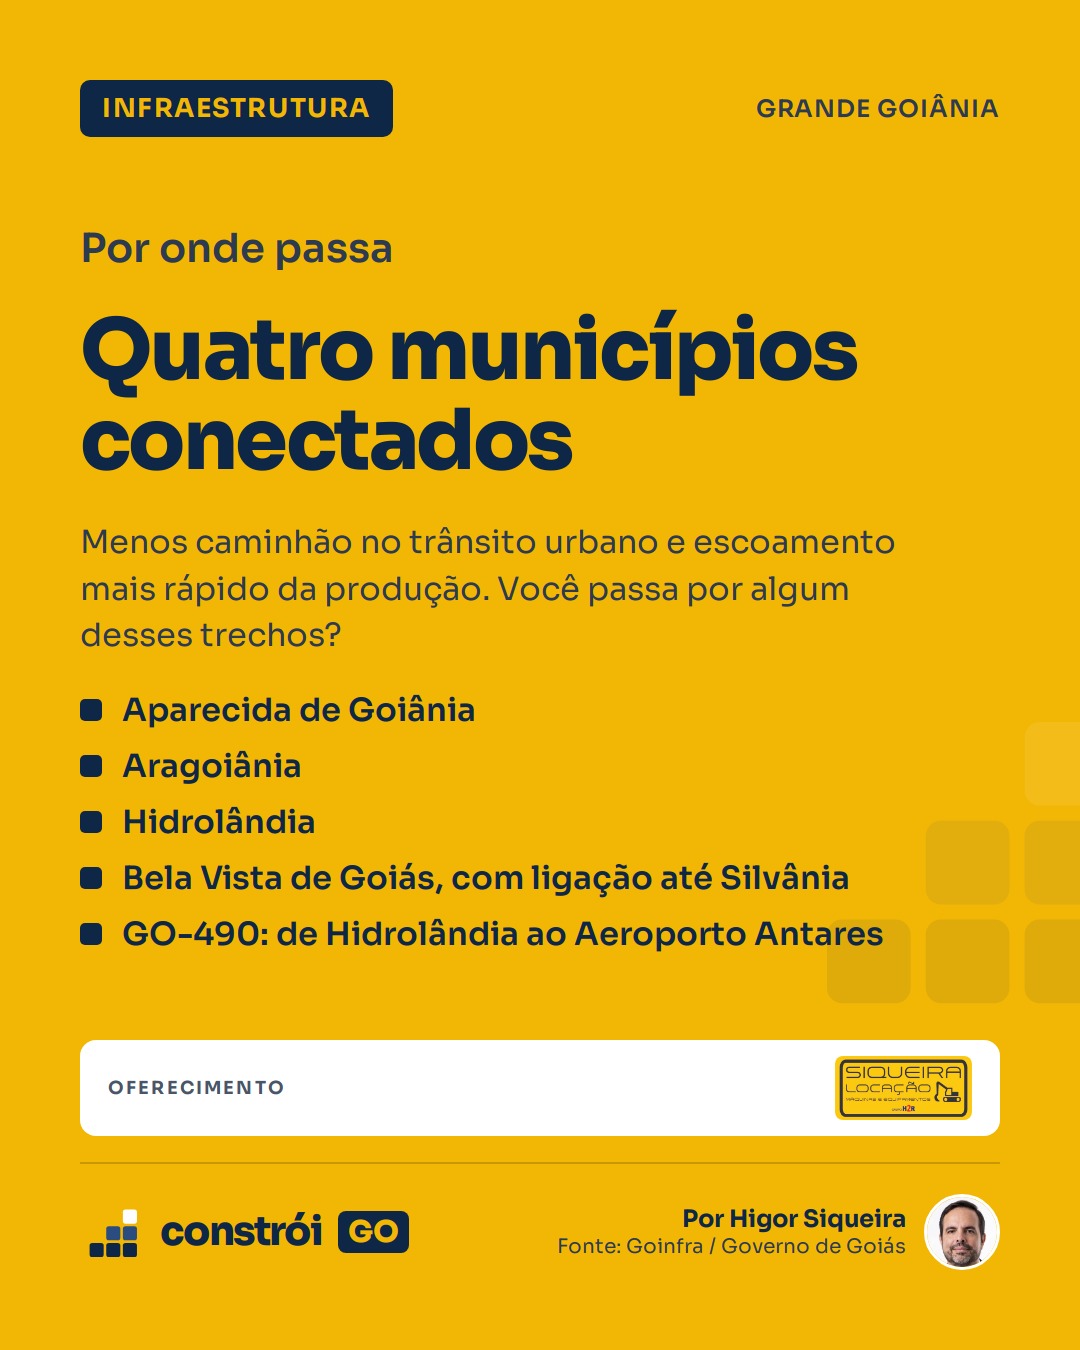 INFRAESTRUTURA
GRANDE GOIÂNIA
Por onde passa
Quatro municípios
conectados
Menos caminhão no trânsito urbano e escoamento
mais rápido da produção. Você passa por algum
desses trechos?
Aparecida de Goiânia
Aragoiânia
Hidrolândia
Bela Vista de Goiás, com ligação até Silvânia
GO-490: de Hidrolândia ao Aeroporto Antares
OFERECIMENTO
SIQUEIRA
LOCAÇÃO
MÁQUINAS E EQUIPAMENTOS
H2R
constrói GO
Por Higor Siqueira
Fonte: Goinfra / Governo de Goiás